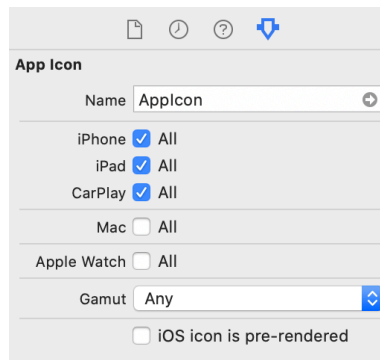 App Icon
Name AppIcon
iPhone All
iPad All
CarPlay All
Mac All
Apple Watch All
Gamut Any
iOS icon is pre-rendered